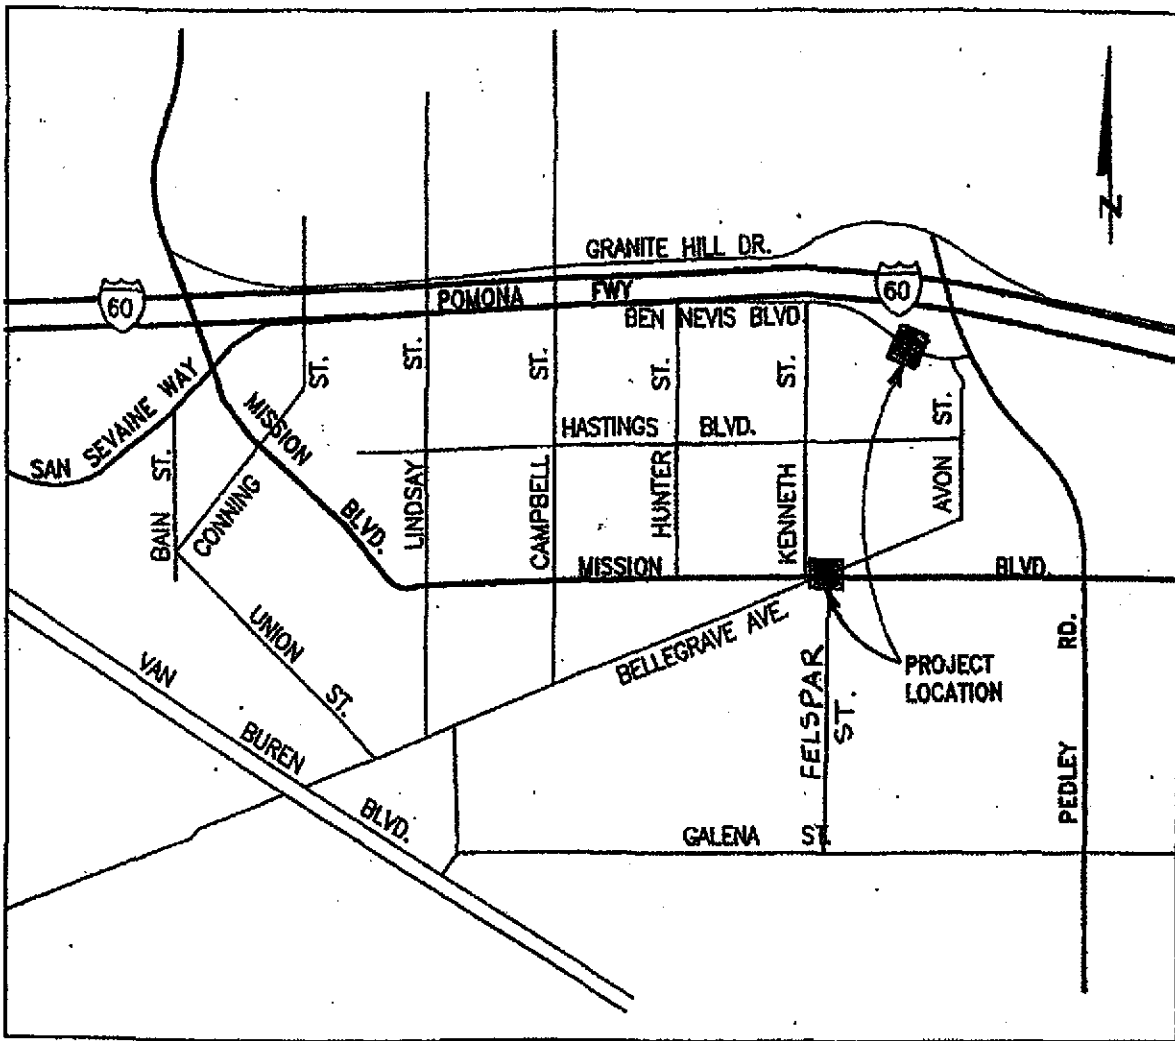 N
GRANITE HILL DR.
60
POMONA FWY
60
BEN NEVIS BLVD.
SAN SEVAINE WAY
BAIN ST.
CONNING ST.
MISSION BLVD.
LINDSAY ST.
CAMPBELL ST.
HUNTER ST.
KENNETH ST.
AVON ST.
HASTINGS BLVD.
MISSION BLVD.
UNION ST.
BELLEGRAVE AVE.
FELSPAR ST.
PROJECT
LOCATION
PEDLEY RD.
VAN BUREN BLVD.
GALENA ST.